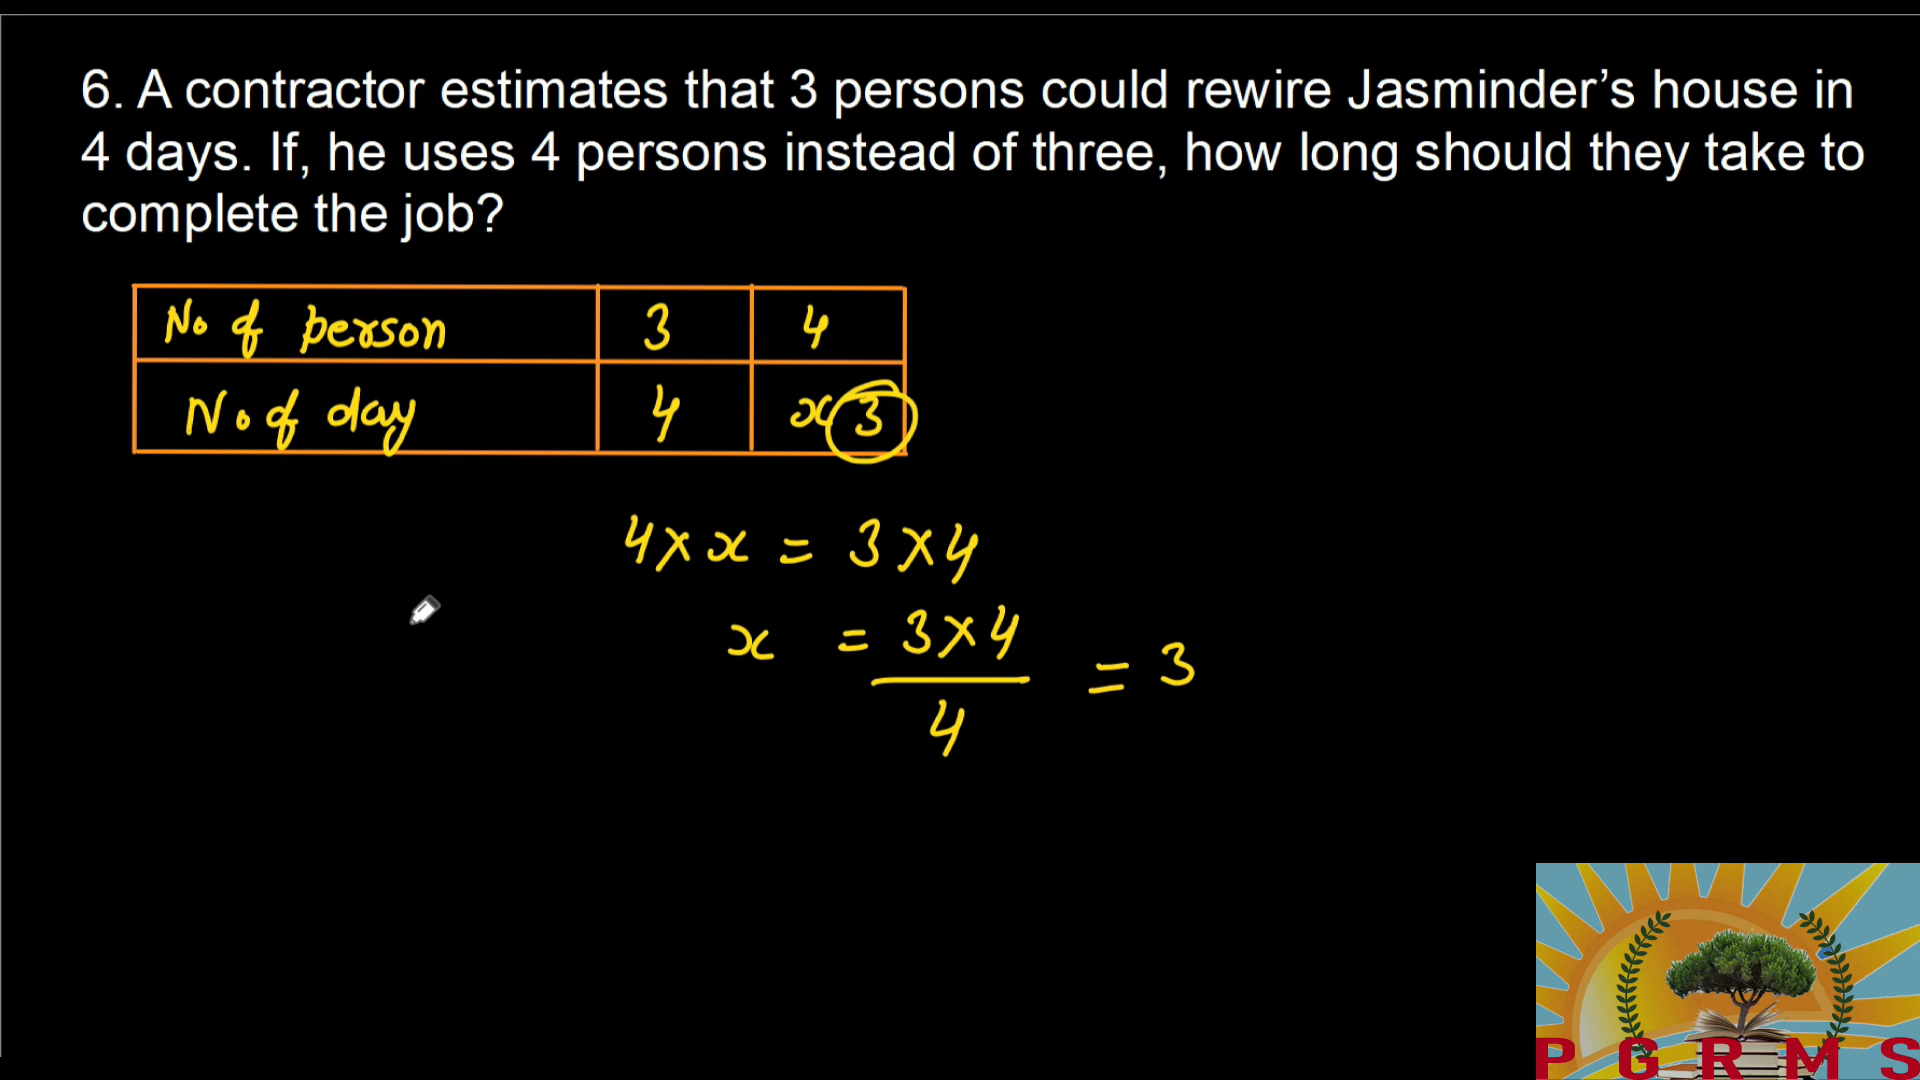 6. A contractor estimates that 3 persons could rewire Jasminder’s house in
4 days. If, he uses 4 persons instead of three, how long should they take to
complete the job?
No of person 3 4
No. of day 4 x 3
4 × x = 3 × 4
x = 3 × 4 = 3
4
P G R M S